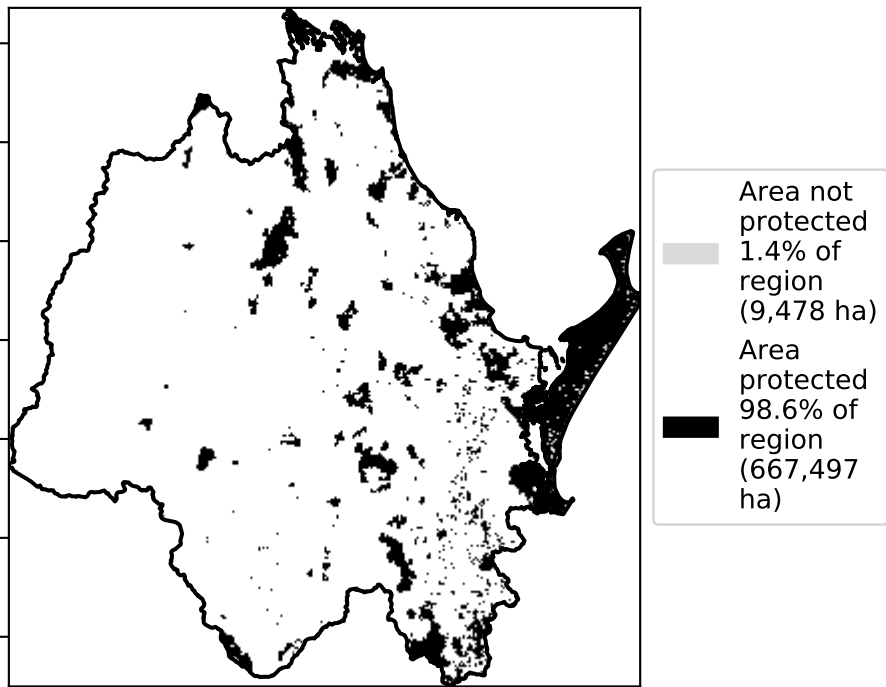 Area not
protected
1.4% of
region
(9,478 ha)
Area
protected
98.6% of
region
(667,497
ha)